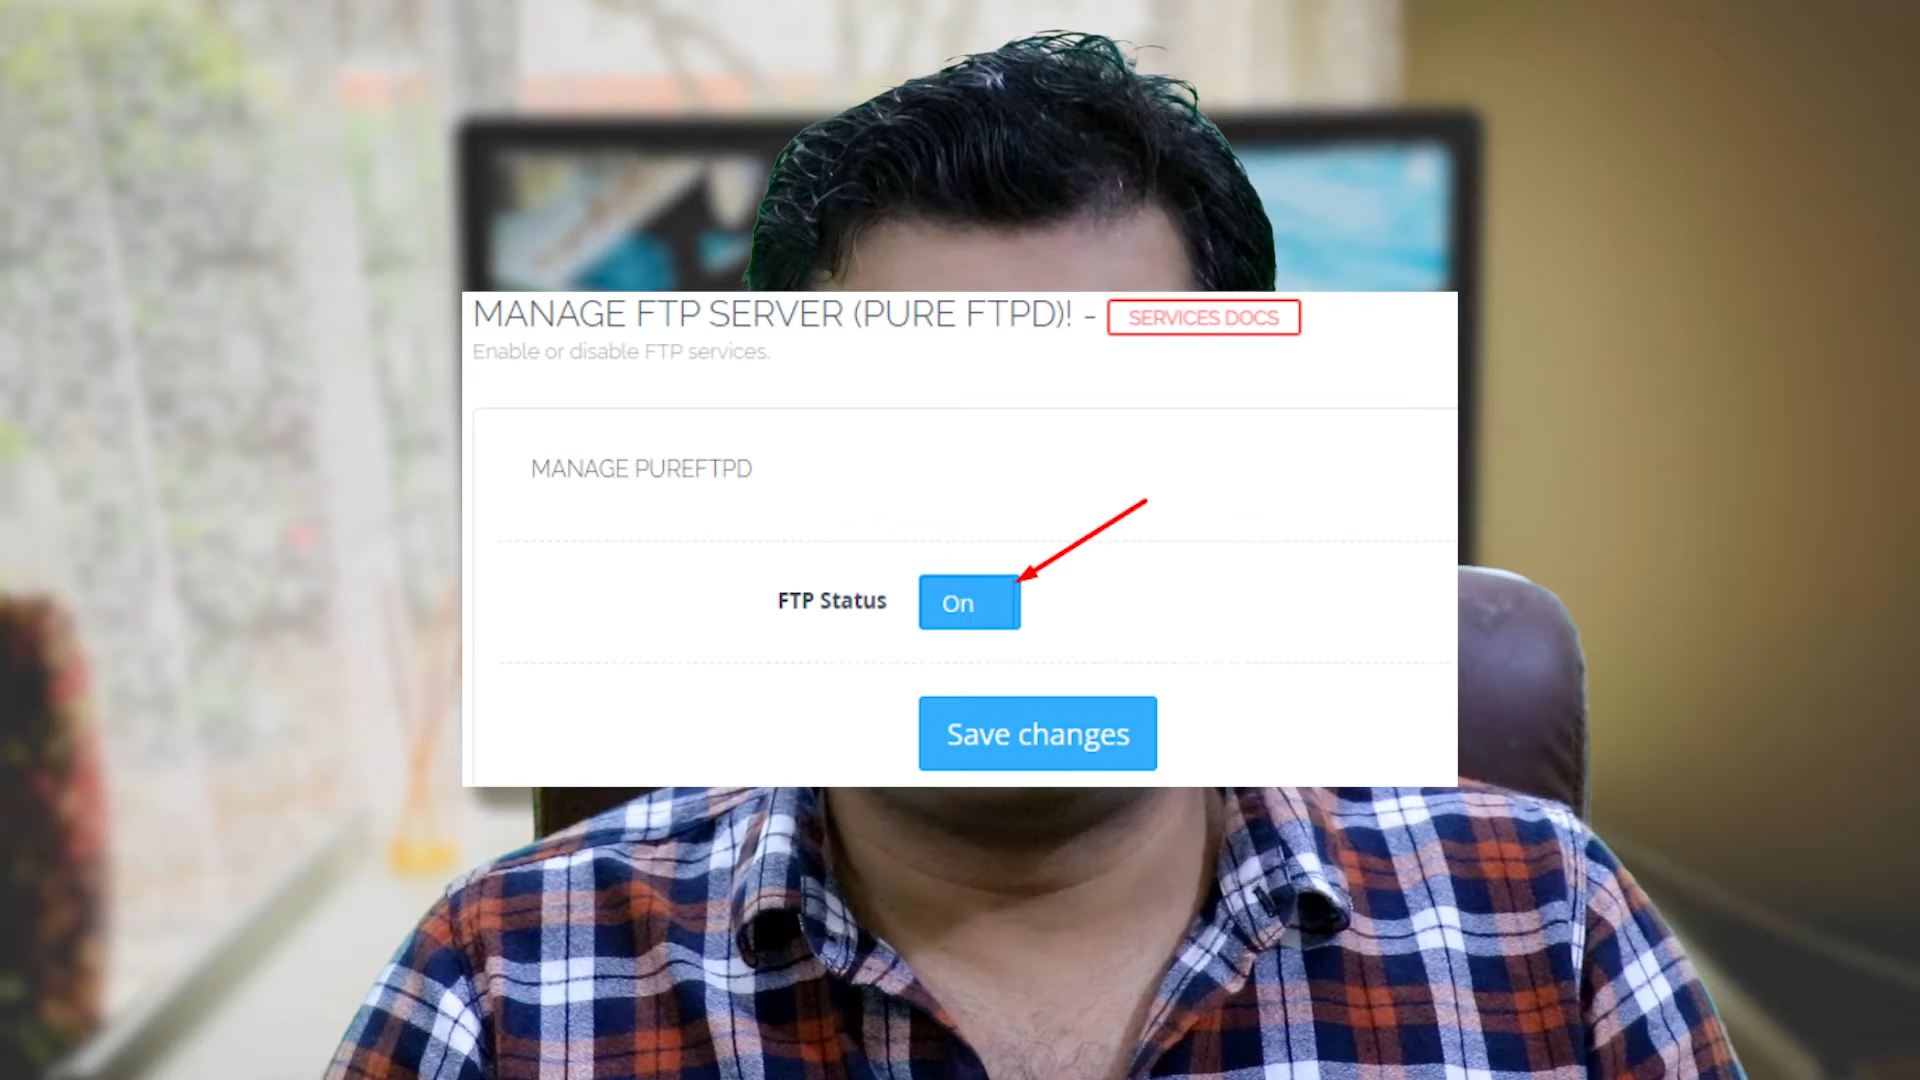 MANAGE FTP SERVER (PURE FTPD)! - SERVICES DOCS
Enable or disable FTP services.
MANAGE PUREFTPD
FTP Status On
Save changes